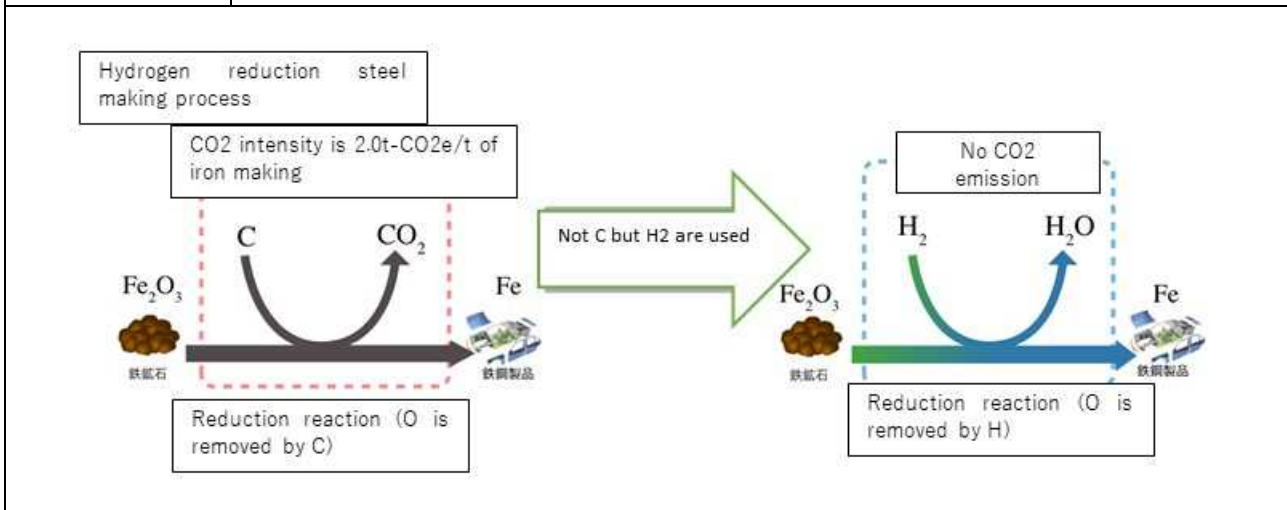 Hydrogen reduction steel
making process
CO2 intensity is 2.0t-CO2e/t of
iron making
C
CO₂
Fe₂O₃
Fe
鉄鉱石
鉄鋼製品
Reduction reaction (O is
removed by C)
Not C but H2 are used
No CO2
emission
H₂
H₂O
Fe₂O₃
Fe
鉄鉱石
鉄鋼製品
Reduction reaction (O is
removed by H)